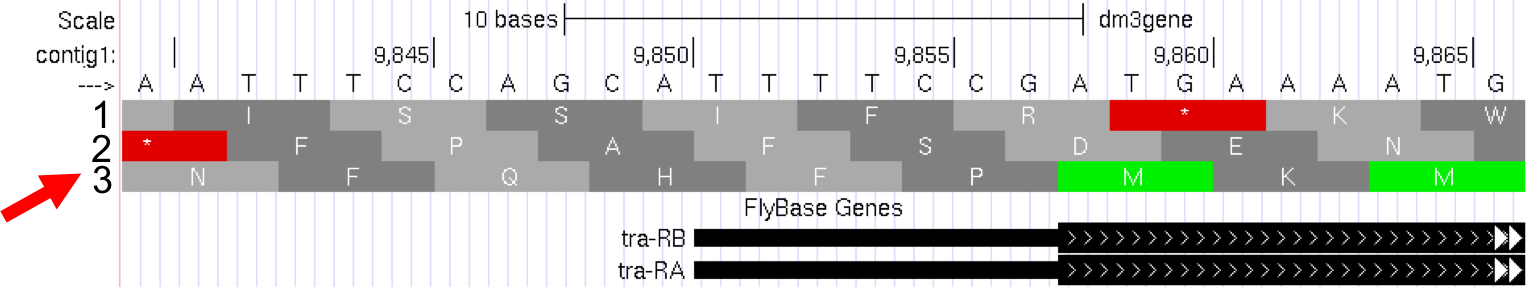 Scale 10 bases dm3gene
contig1: 9,845 9,850 9,855 9,860 9,865
---> A A T T T C C A G C A T T T T C C G A T G A A A A T G
1 I S S I F R * K W
2 * F P A F S D E N
3 N F Q H F P M K M
FlyBase Genes
tra-RB
tra-RA